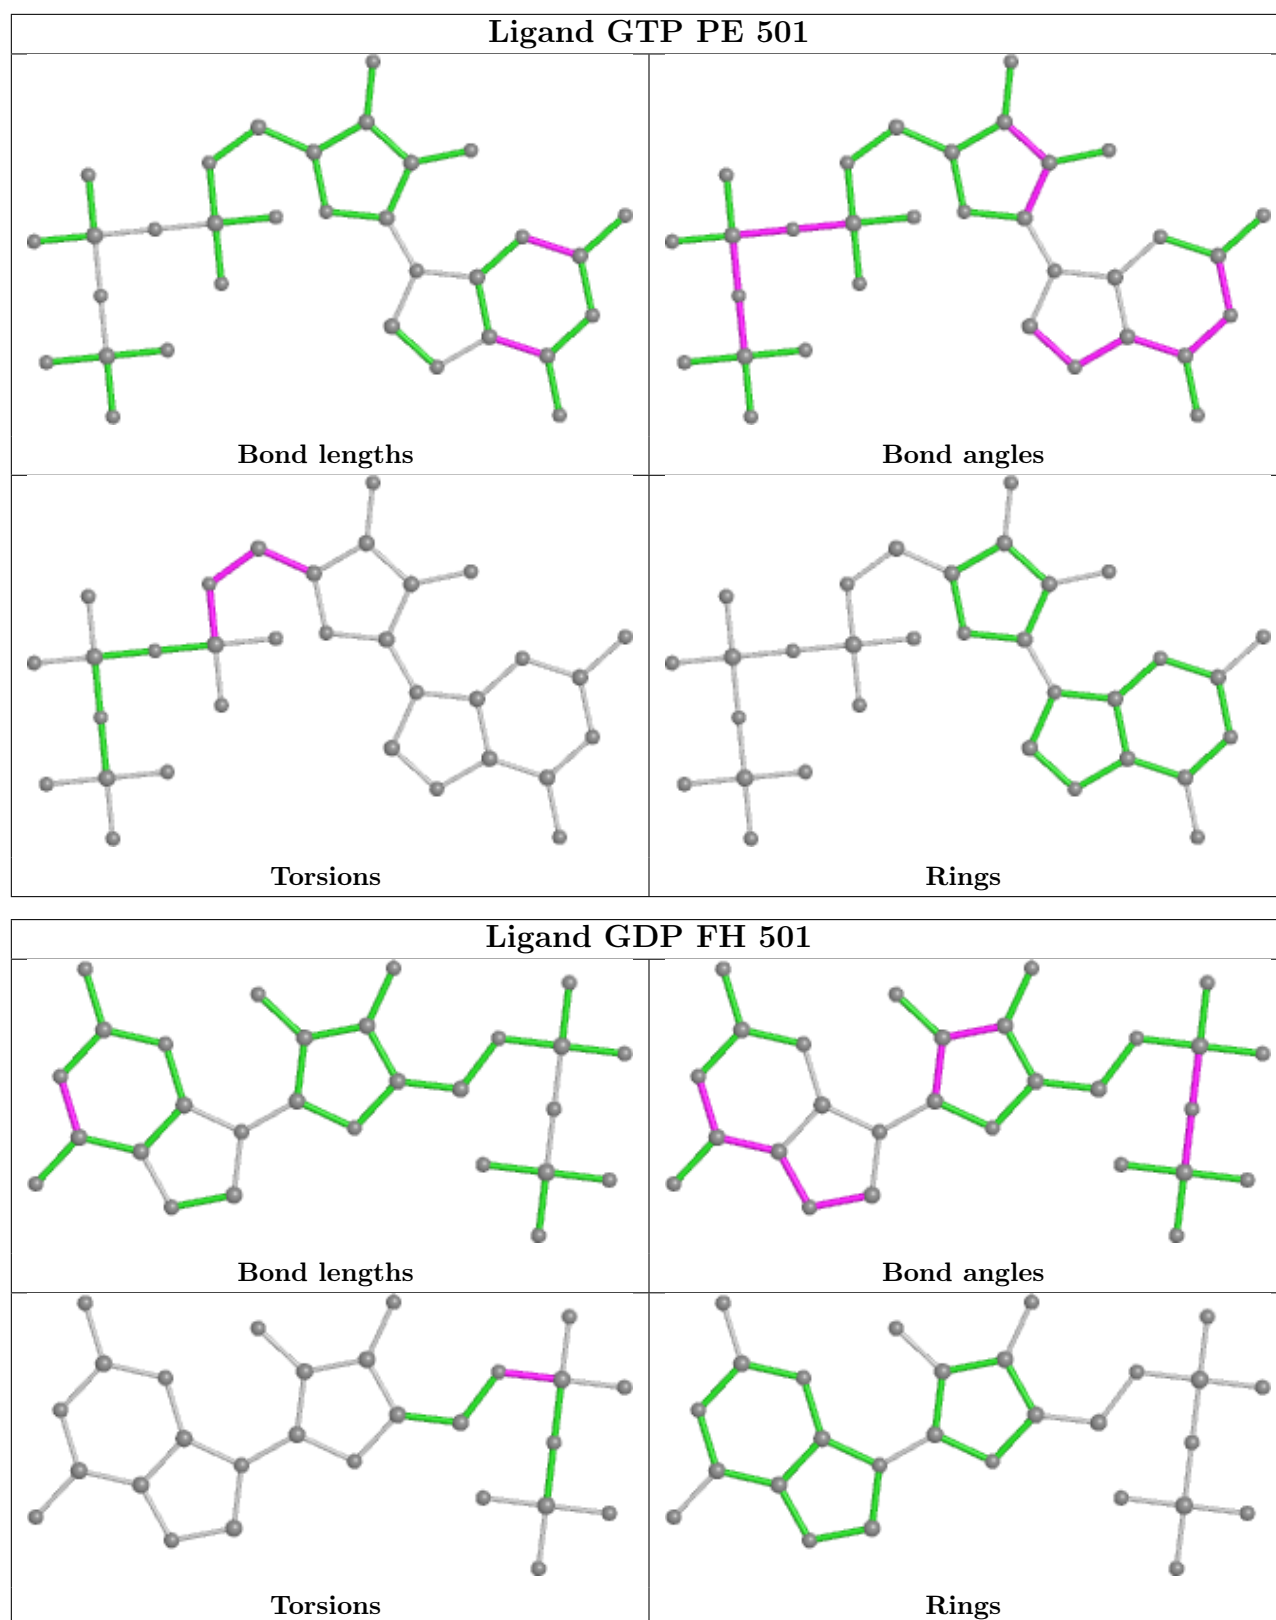 Ligand GTP PE 501
Bond lengths
Bond angles
Torsions
Rings
Ligand GDP FH 501
Bond lengths
Bond angles
Torsions
Rings